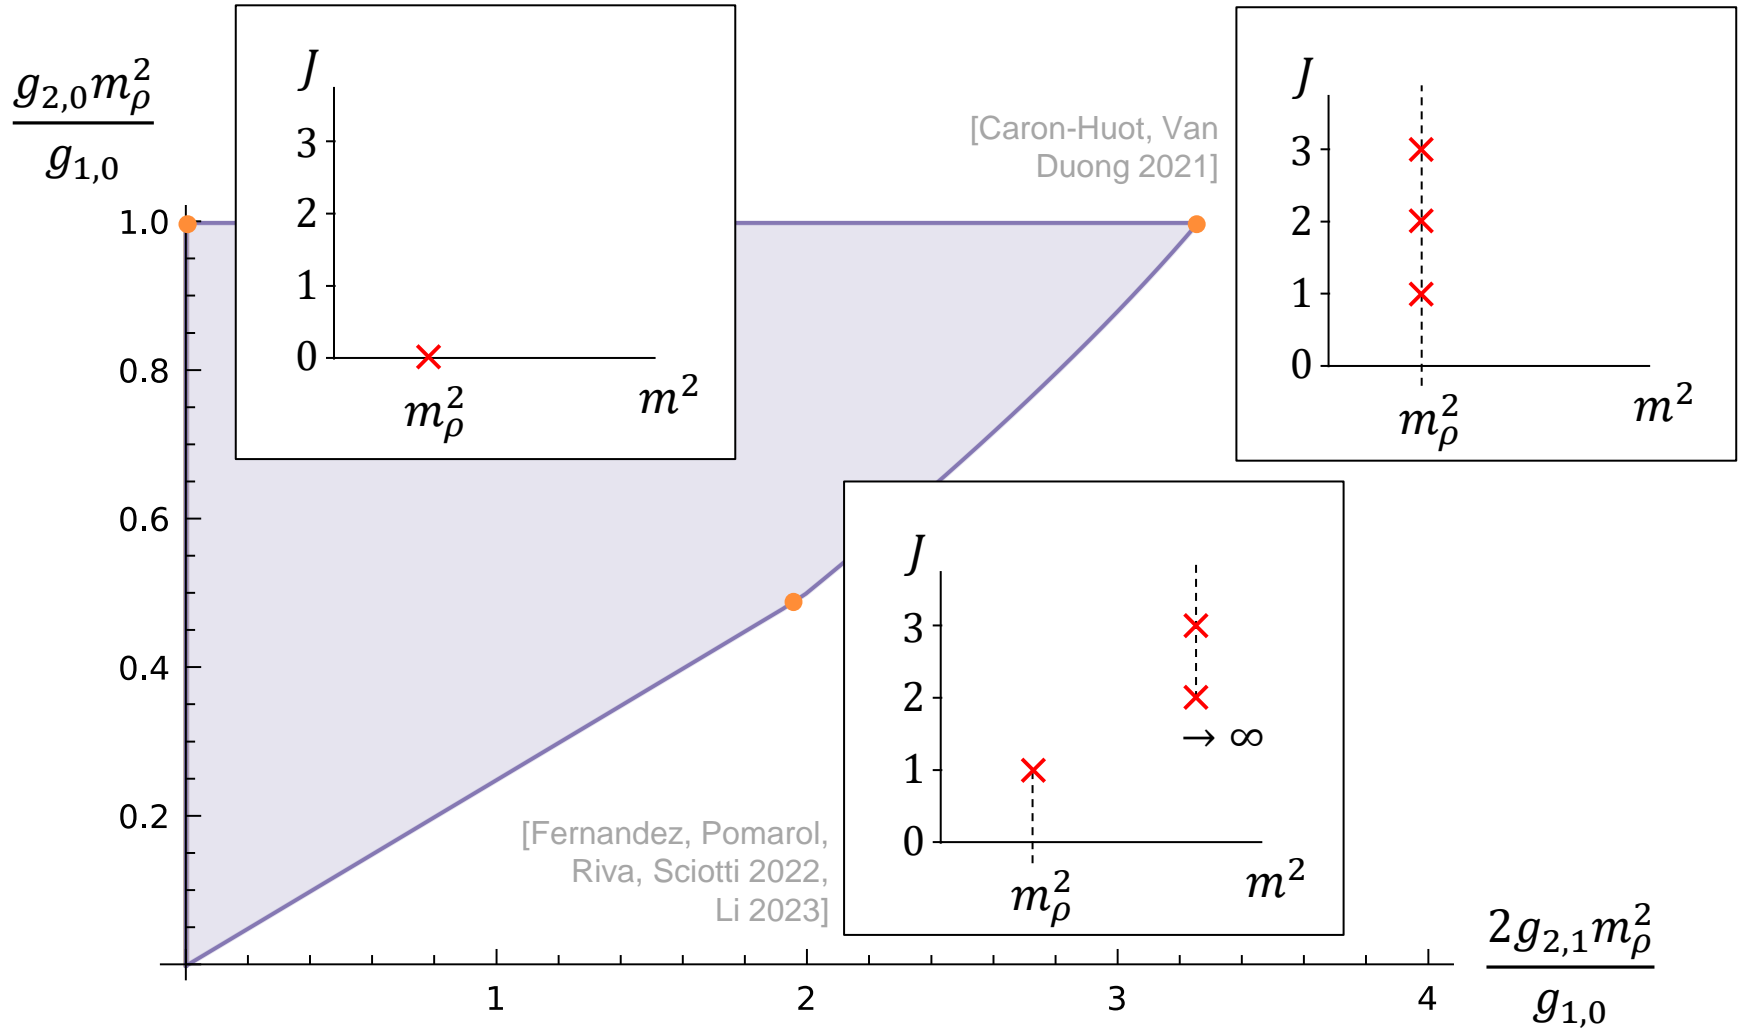 g_{2,0}m_ρ^2
g_{1,0}
J
3
2
1
0
m_ρ^2
m^2
[Caron-Huot, Van
Duong 2021]
J
3
2
1
0
m_ρ^2
m^2
1.0
0.8
0.6
0.4
0.2
J
3
2
1
0
→ ∞
m_ρ^2
m^2
[Fernandez, Pomarol,
Riva, Sciotti 2022,
Li 2023]
1 2 3 4
2g_{2,1}m_ρ^2
g_{1,0}